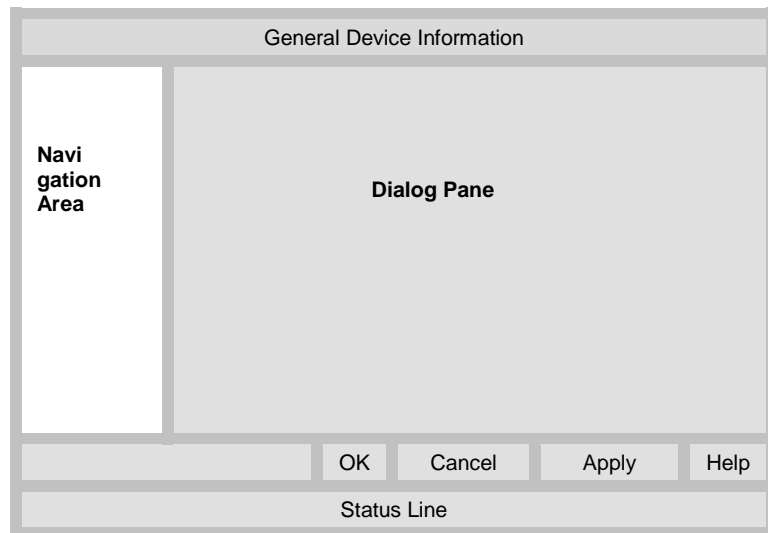 General Device Information
Navi
gation
Area
Dialog Pane
OK Cancel Apply Help
Status Line